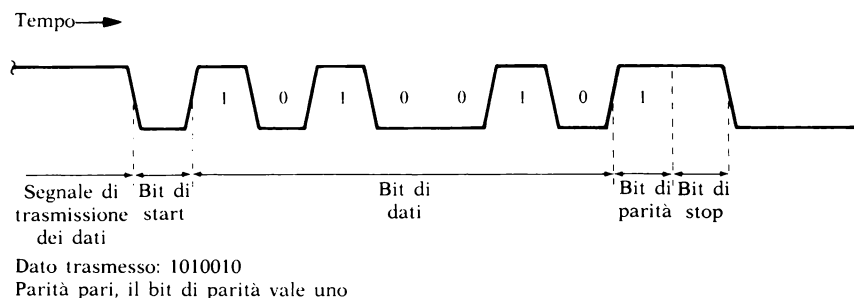 Tempo
1 0 1 0 0 1 0 1
Segnale di trasmissione dei dati
Bit di start
Bit di dati
Bit di parità
Bit di stop
Dato trasmesso: 1010010
Parità pari, il bit di parità vale uno